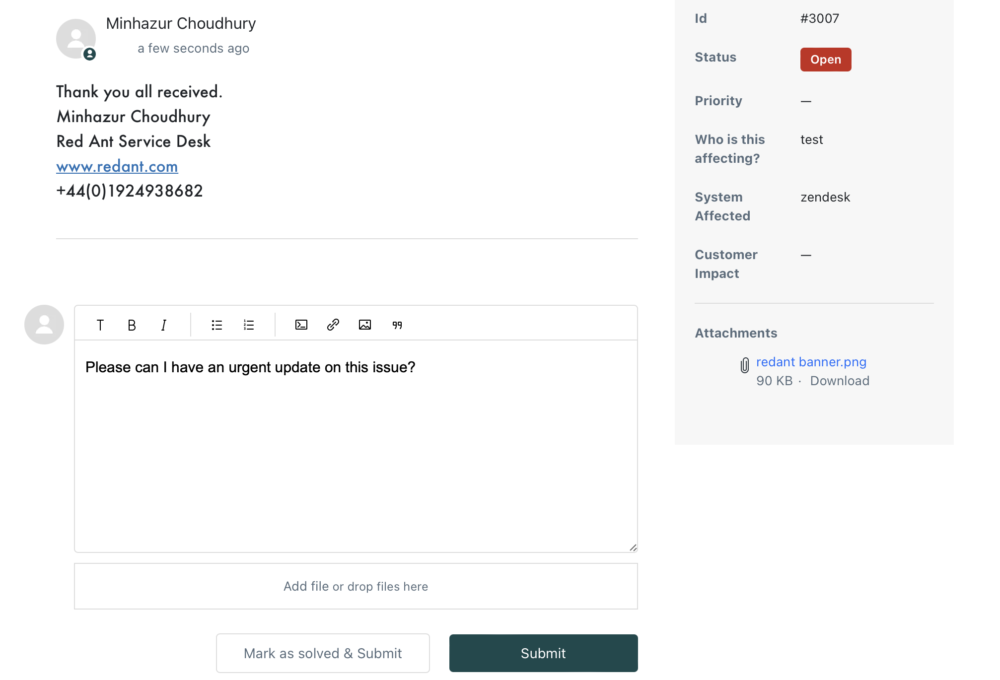 Minhazur Choudhury
a few seconds ago
Thank you all received.
Minhazur Choudhury
Red Ant Service Desk
www.redant.com
+44(0)1924938682
T B I
Please can I have an urgent update on this issue?
Add file or drop files here
Mark as solved & Submit
Submit
Id #3007
Status Open
Priority —
Who is this affecting? test
System Affected zendesk
Customer Impact —
Attachments
redant banner.png
90 KB · Download